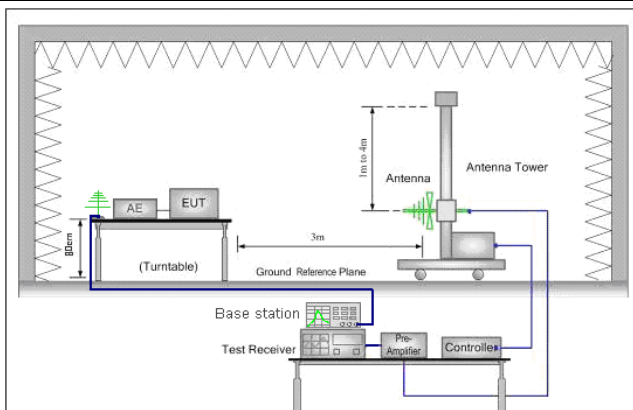 1m to 4m
Antenna
Antenna Tower
AE
EUT
3m
(Turntable)
Ground Reference Plane
Base station
Test Receiver
Pre-
Amplifier
Controller